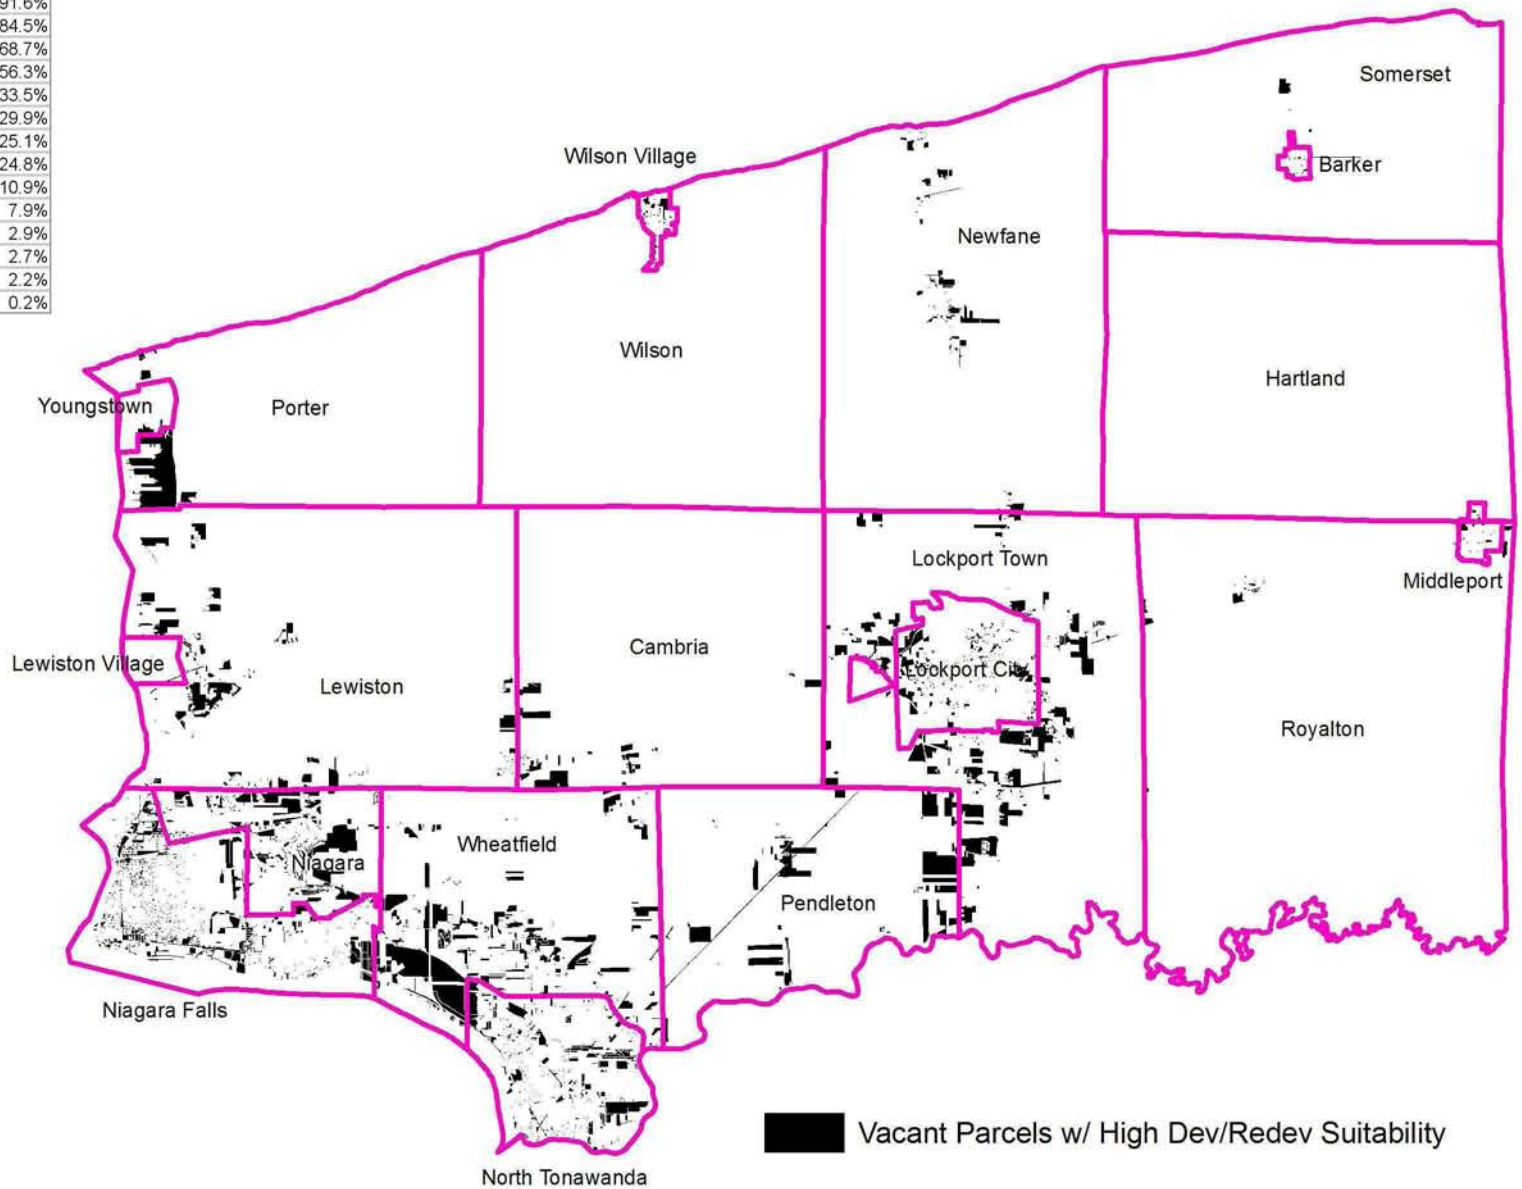 91.6%
84.5%
68.7%
56.3%
33.5%
29.9%
25.1%
24.8%
10.9%
7.9%
2.9%
2.7%
2.2%
0.2%
Somerset
Wilson Village
Barker
Newfane
Wilson
Hartland
Youngstown
Porter
Lockport Town
Middleport
Cambria
Lewiston Village
Lockport City
Lewiston
Royalton
Wheatfield
Niagara
Pendleton
Niagara Falls
Vacant Parcels w/ High Dev/Redev Suitability
North Tonawanda